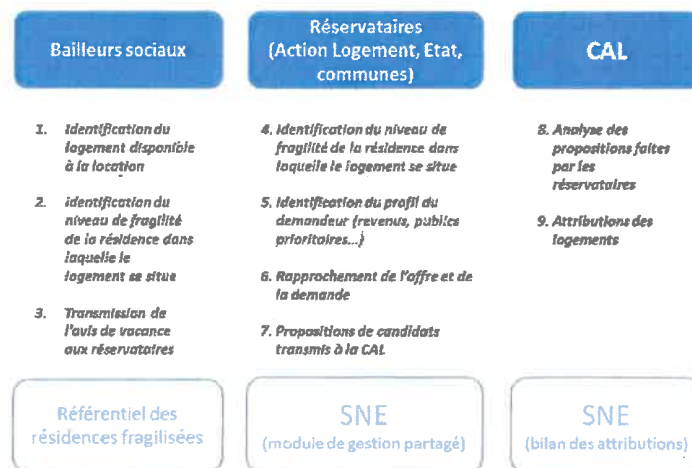 Bailleurs sociaux
1. Identification du
logement disponible
à la location
2. identification du
niveau de fragilité
de la résidence dans
laquelle le
logement se situe
3. Transmission de
l'avis de vacance
aux réservataires
Référentiel des
résidences fragilisées
Réservataires
(Action Logement, Etat,
communes)
4. Identification du niveau de
fragilité de la résidence dans
laquelle le logement se situe
5. Identification du profil du
demandeur (revenus, publics
prioritaires...)
6. Rapprochement de l'offre et de
la demande
7. Propositions de candidats
transmis à la CAL
SNE
(module de gestion partagé)
CAL
8. Analyse des
propositions faites
par les
réservataires
9. Attributions des
logements
SNE
(bilan des attributions)